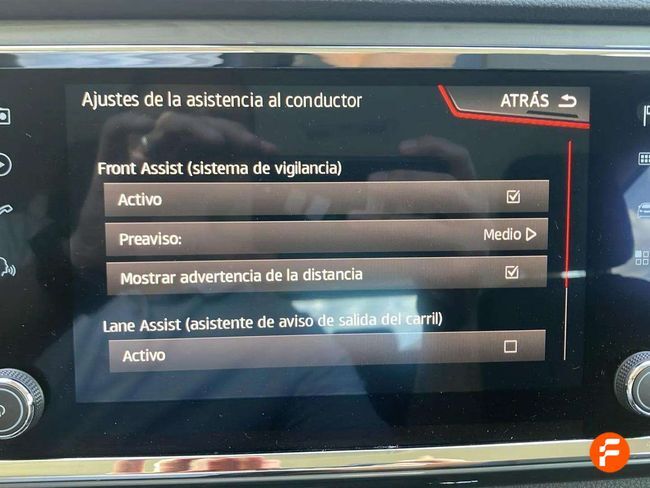 Ajustes de la asistencia al conductor
ATRÁS
Front Assist (sistema de vigilancia)
Activo
Preaviso:
Medio
Mostrar advertencia de la distancia
Lane Assist (asistente de aviso de salida del carril)
Activo